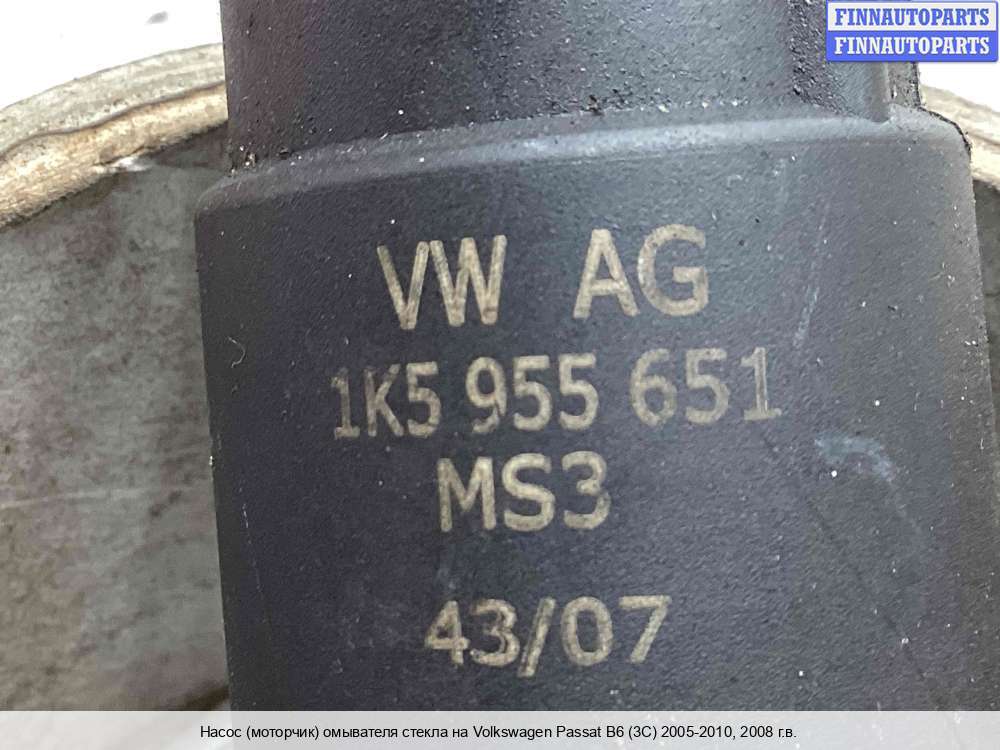 FINNAUTOPARTS
FINNAUTOPARTS
VW AG
1K5 955 651
MS3
43/07
Насос (моторчик) омывателя стекла на Volkswagen Passat B6 (3C) 2005-2010, 2008 г.в.